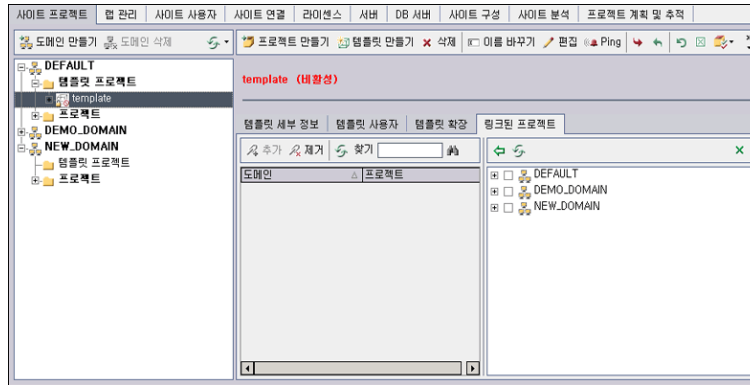 사이트 프로젝트 랩 관리 사이트 사용자 사이트 연결 라이센스 서버 DB 서버 사이트 구성 사이트 분석 프로젝트 계획 및 추적
도메인 만들기 도메인 삭제 프로젝트 만들기 템플릿 만들기 삭제 이름 바꾸기 편집 Ping
DEFAULT
템플릿 프로젝트
template
프로젝트
DEMO_DOMAIN
NEW_DOMAIN
템플릿 프로젝트
프로젝트
template (비활성)
템플릿 세부 정보 템플릿 사용자 템플릿 확장 링크된 프로젝트
추가 제거 찾기
도메인 프로젝트
DEFAULT
DEMO_DOMAIN
NEW_DOMAIN